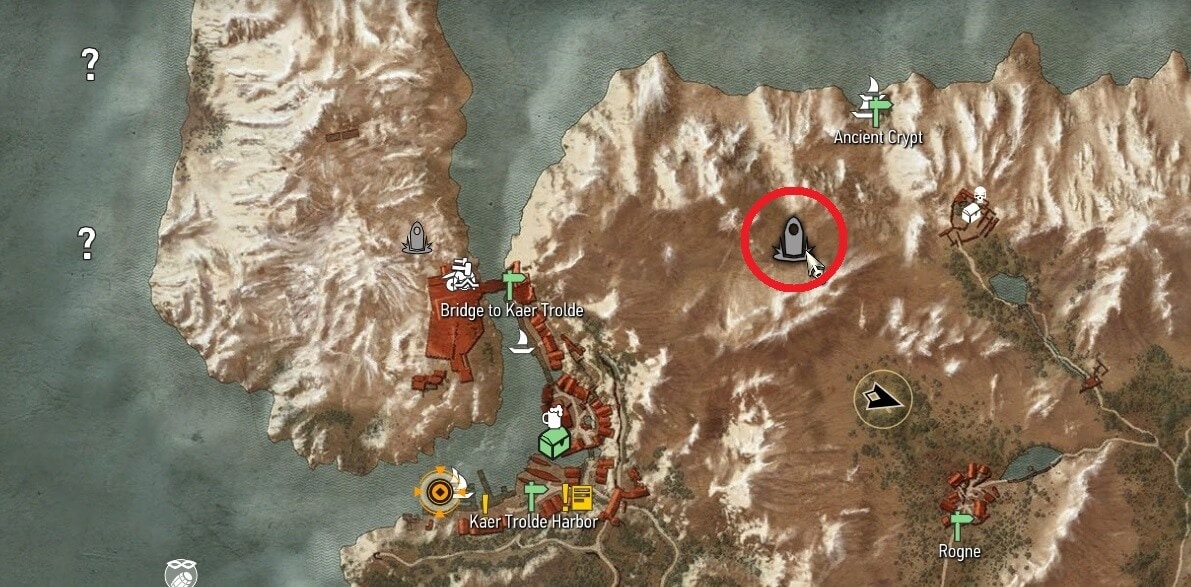 ?
Ancient Crypt
?
Bridge to Kaer Trolde
!
!
Kaer Trolde Harbor
Rogne